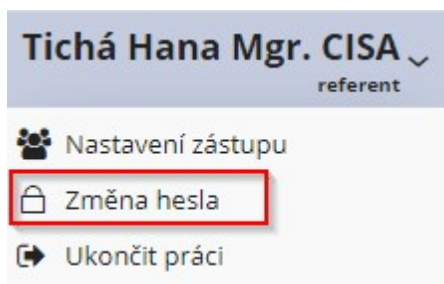 Tichá Hana Mgr. CISA
referent
Nastavení zástupu
Změna hesla
Ukončit práci